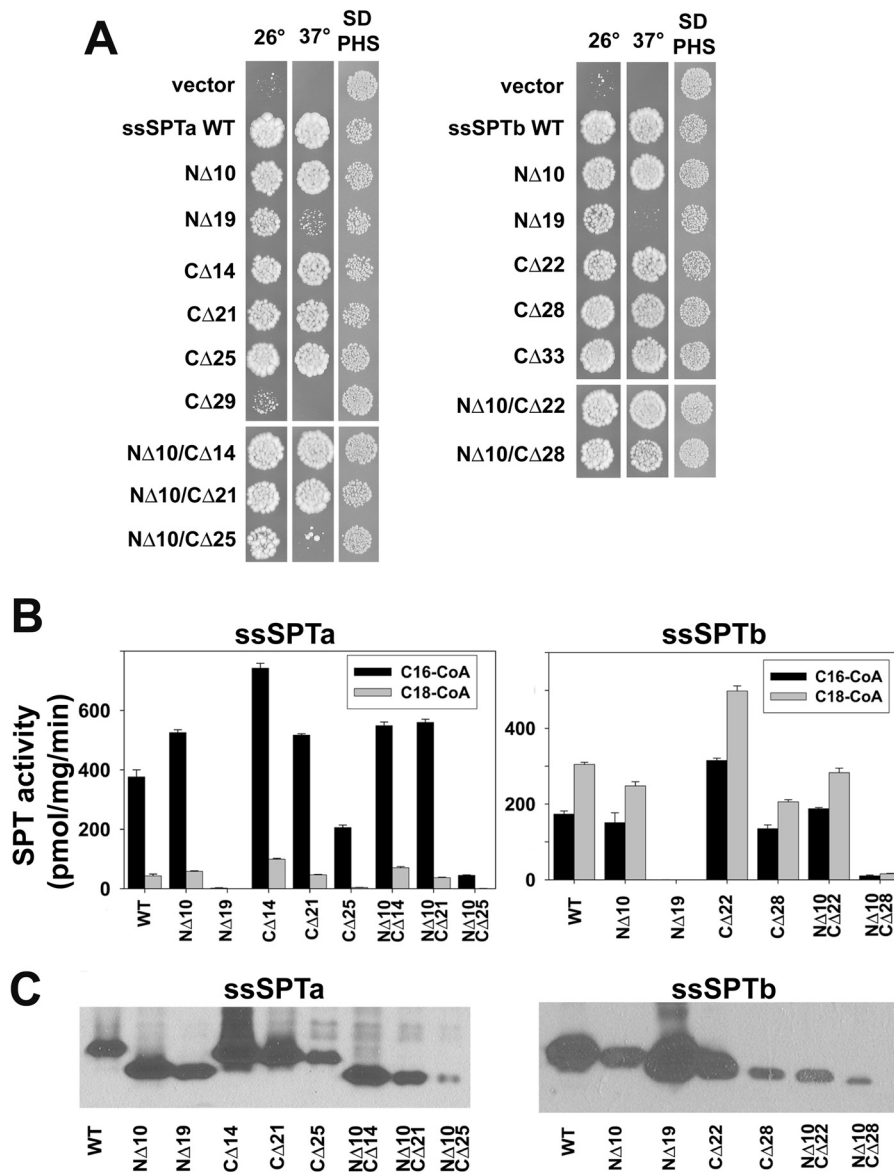 A
26° 37° SD PHS
vector
ssSPTa WT
NΔ10
NΔ19
CΔ14
CΔ21
CΔ25
CΔ29
NΔ10/CΔ14
NΔ10/CΔ21
NΔ10/CΔ25
26° 37° SD PHS
vector
ssSPTb WT
NΔ10
NΔ19
CΔ22
CΔ28
CΔ33
NΔ10/CΔ22
NΔ10/CΔ28
B
ssSPTa
SPT activity
(pmol/mg/min)
600
400
200
0
C16-CoA
C18-CoA
WT NΔ10 NΔ19 CΔ14 CΔ21 CΔ25 NΔ10 CΔ14 NΔ10 CΔ21 NΔ10 CΔ25
ssSPTb
400
200
0
C16-CoA
C18-CoA
WT NΔ10 NΔ19 CΔ22 CΔ28 NΔ10 CΔ22 NΔ10 CΔ28
C
ssSPTa
WT NΔ10 NΔ19 CΔ14 CΔ21 CΔ25 NΔ10 CΔ14 NΔ10 CΔ21 NΔ10 CΔ25
ssSPTb
WT NΔ10 NΔ19 CΔ22 CΔ28 NΔ10 CΔ22 NΔ10 CΔ28